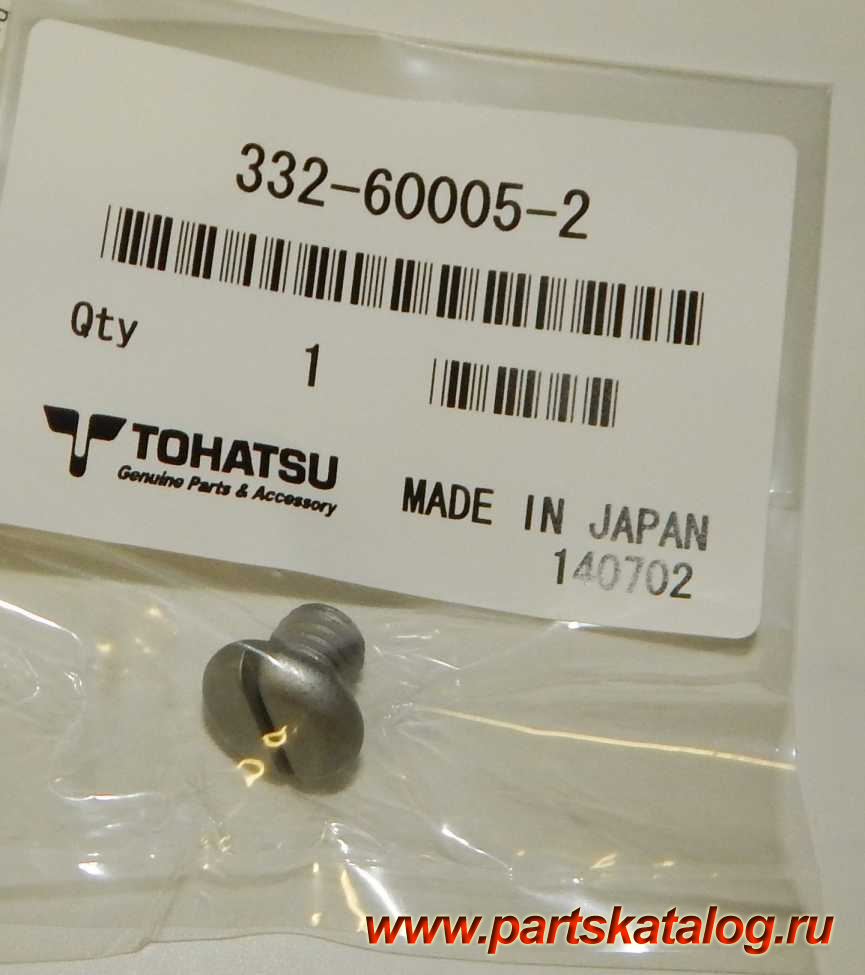 332-60005-2
Qty 1
TOHATSU
Genuine Parts & Accessory
MADE IN JAPAN
140702
www.partskatalog.ru